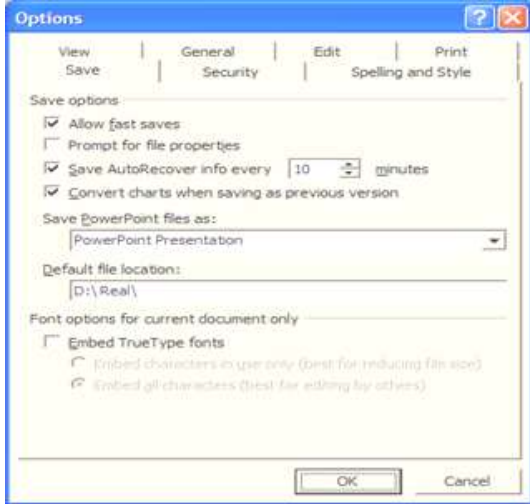 Options
View General Edit Print
Save Security Spelling and Style
Save options
Allow fast saves
Prompt for file properties
Save AutoRecover info every 10 minutes
Convert charts when saving as previous version
Save PowerPoint files as:
PowerPoint Presentation
Default file location:
D:\Real\
Font options for current document only
Embed TrueType fonts
Embed characters in use only (best for reducing file size)
Embed all characters (best for editing by others)
OK Cancel